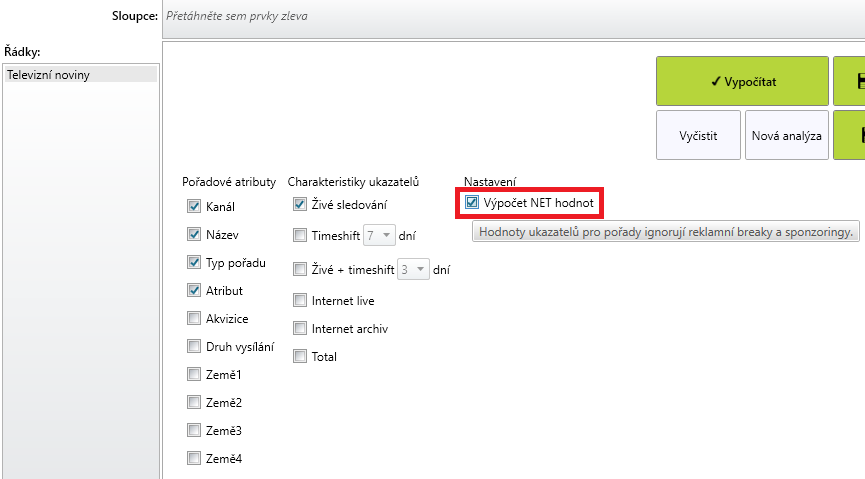 Sloupce: Přetáhněte sem prvky zleva
Řádky:
Televizní noviny
✓ Vypočítat
Vyčistit
Nová analýza
Pořadové atributy
Kanál
Název
Typ pořadu
Atribut
Akvizice
Druh vysílání
Země1
Země2
Země3
Země4
Charakteristiky ukazatelů
Živé sledování
Timeshift 7 dní
Živé + timeshift 3 dní
Internet live
Internet archiv
Total
Nastavení
Výpočet NET hodnot
Hodnoty ukazatelů pro pořady ignorují reklamní breaky a sponzoringy.